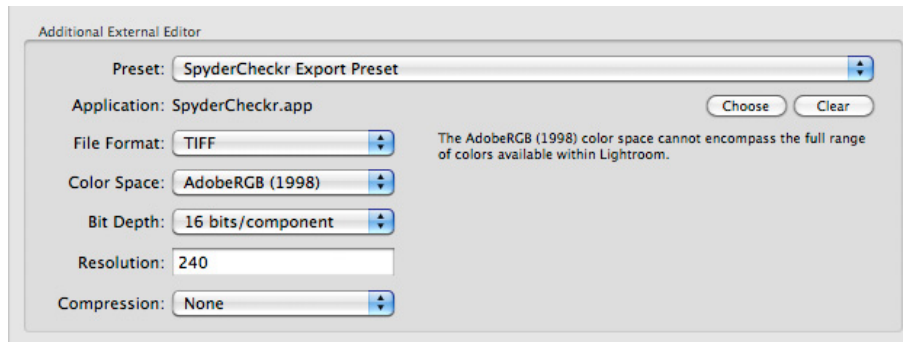 Additional External Editor
Preset: SpyderCheckr Export Preset
Application: SpyderCheckr.app Choose Clear
File Format: TIFF
The AdobeRGB (1998) color space cannot encompass the full range
of colors available within Lightroom.
Color Space: AdobeRGB (1998)
Bit Depth: 16 bits/component
Resolution: 240
Compression: None